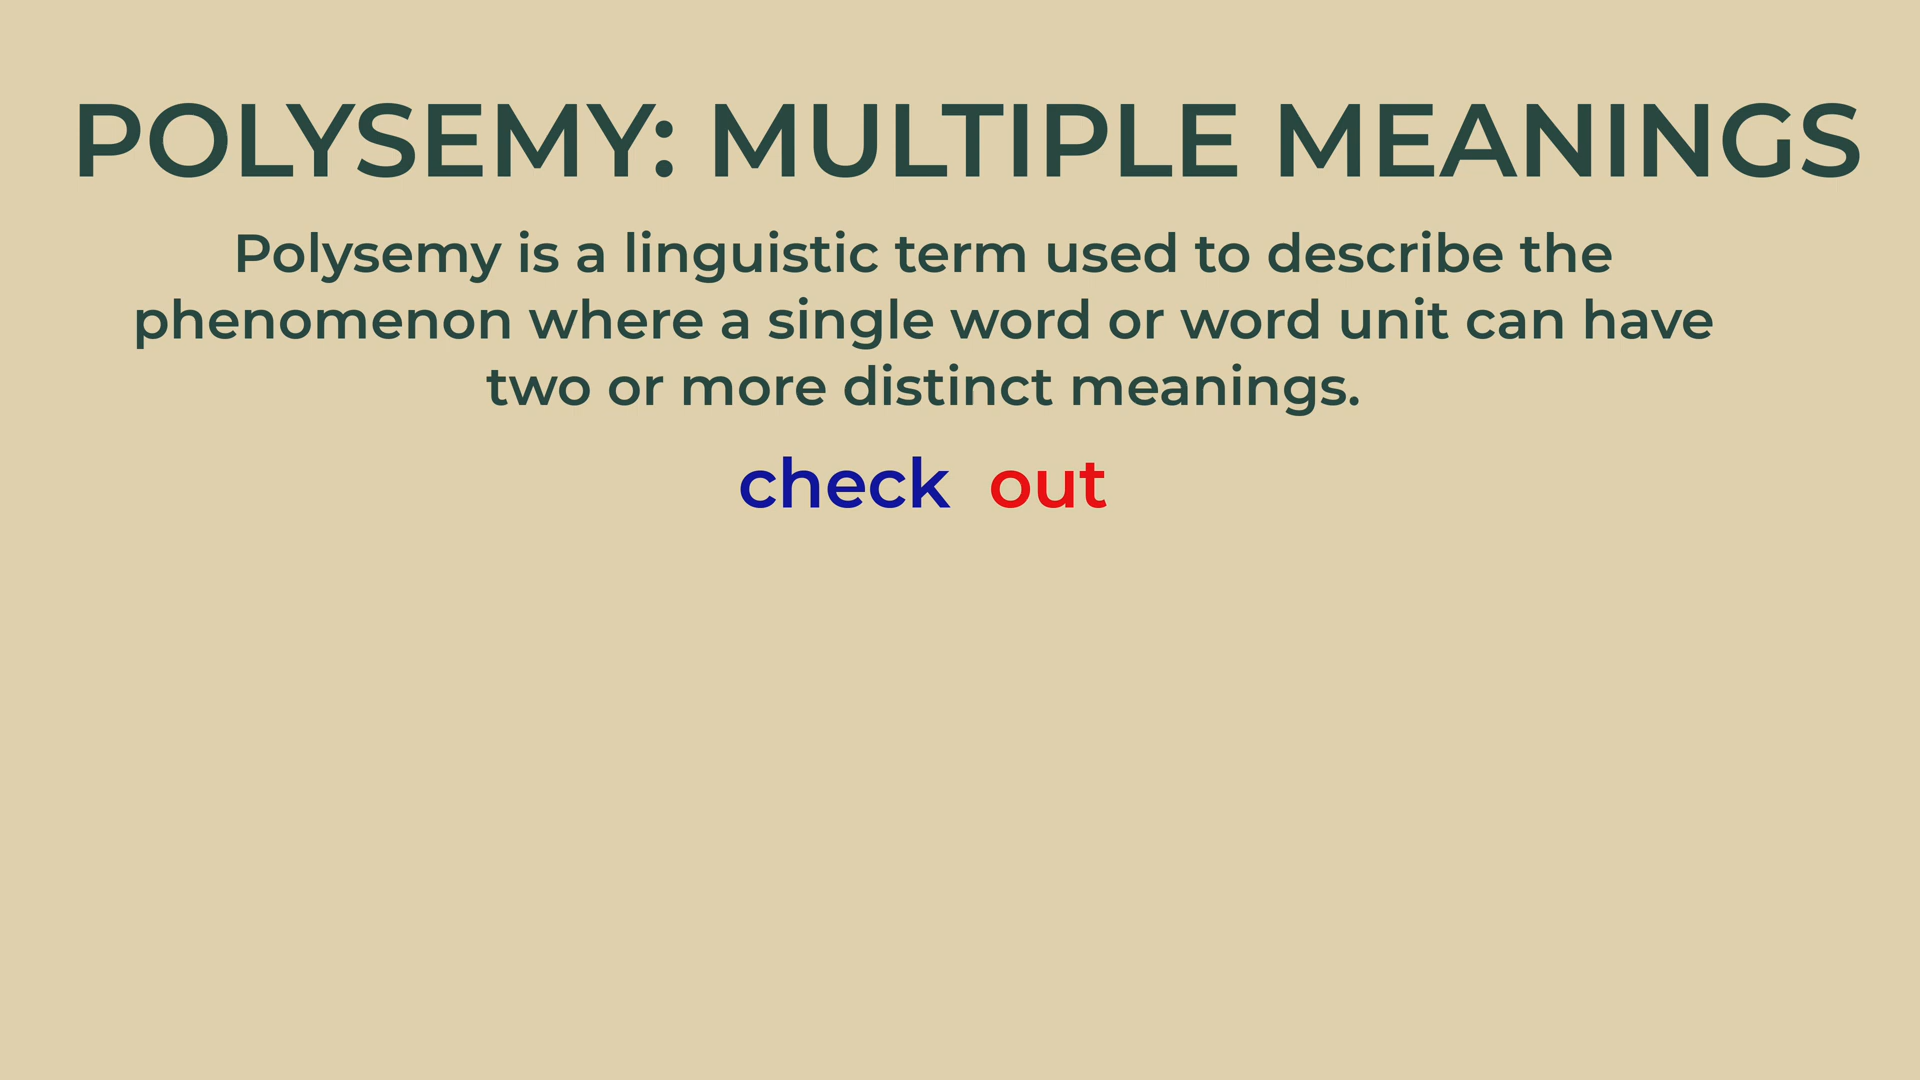 POLYSEMY: MULTIPLE MEANINGS
Polysemy is a linguistic term used to describe the
phenomenon where a single word or word unit can have
two or more distinct meanings.
check out